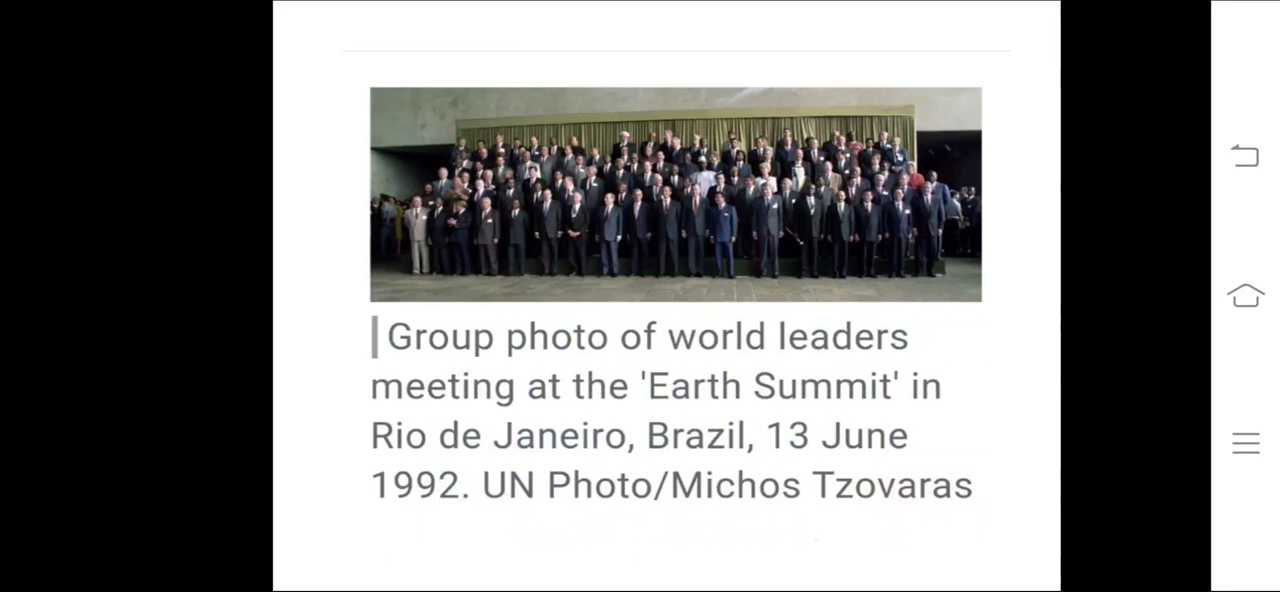 Group photo of world leaders
meeting at the 'Earth Summit' in
Rio de Janeiro, Brazil, 13 June
1992. UN Photo/Michos Tzovaras